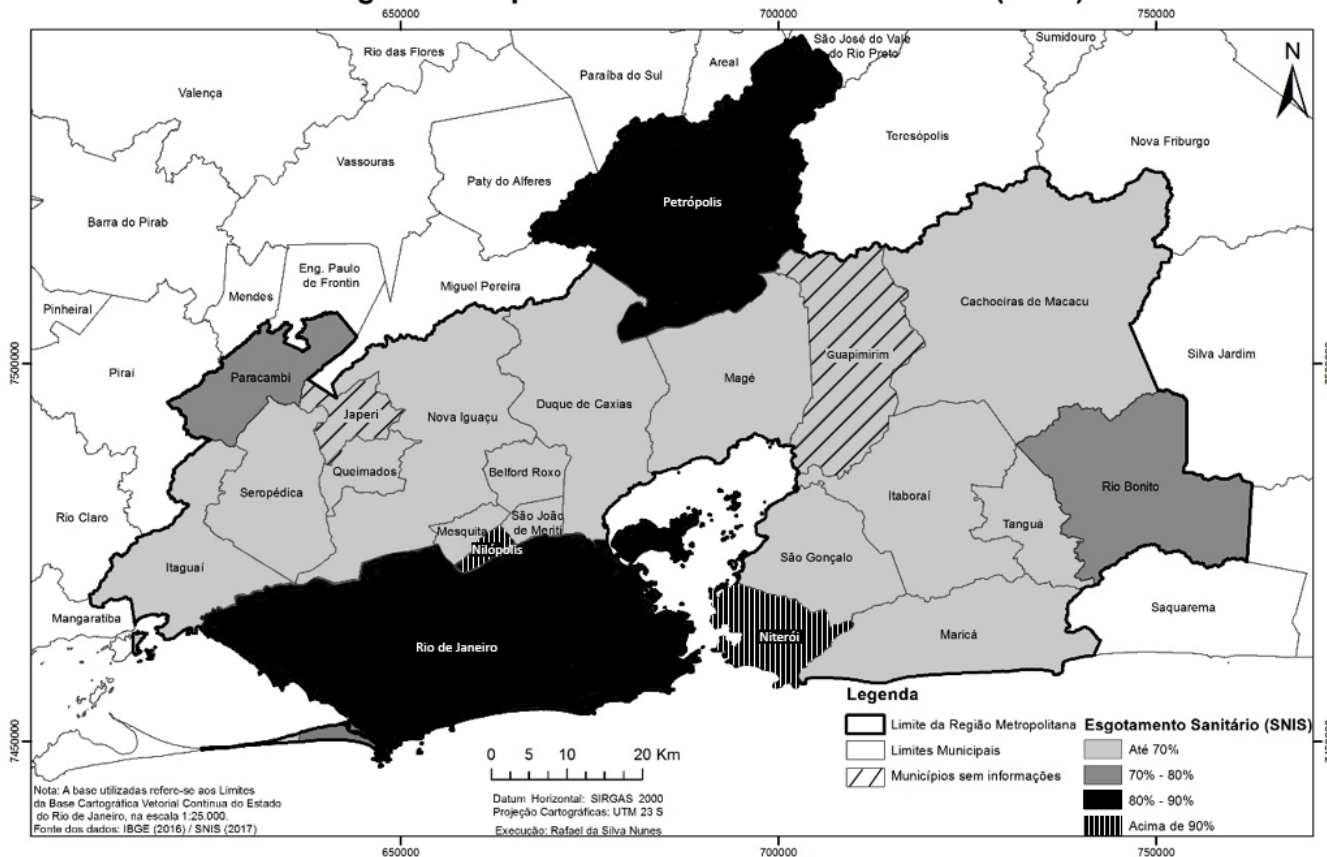 650000
700000
750000
São José do Vale
do Rio Preto
Sumidouro
Rio das Flores
Areal
Paraíba do Sul
N
Valença
Teresópolis
Nova Friburgo
Vassouras
Paty do Alferes
Petrópolis
Barra do Pirab
Eng. Paulo
de Frontin
Mendes
Miguel Pereira
Pinheiral
Cachoeiras de Macacu
Silva Jardim
7500000
Piraí
Paracambi
Guapimirim
Magé
Japeri
Nova Iguaçu
Duque de Caxias
Queimados
Belford Roxo
Seropédica
Rio Bonito
Itaboraí
Rio Claro
São João
de Meriti
Mesquita
Tanguá
Nilópolis
São Gonçalo
Itaguaí
Mangaratiba
Saquarema
Rio de Janeiro
Niterói
Maricá
Legenda
Limite da Região Metropolitana
Limites Municipais
Municípios sem informações
Esgotamento Sanitário (SNIS)
Até 70%
70% - 80%
80% - 90%
Acima de 90%
7450000
0 5 10 20 Km
Nota: A base utilizadas refere-se aos Limites
da Base Cartográfica Vetorial Contínua do Estado
do Rio de Janeiro, na escala 1:25.000.
Fonte dos dados: IBGE (2016) / SNIS (2017)
Datum Horizontal: SIRGAS 2000
Projeção Cartográficas: UTM 23 S
Execução: Rafael da Silva Nunes
650000
700000
750000